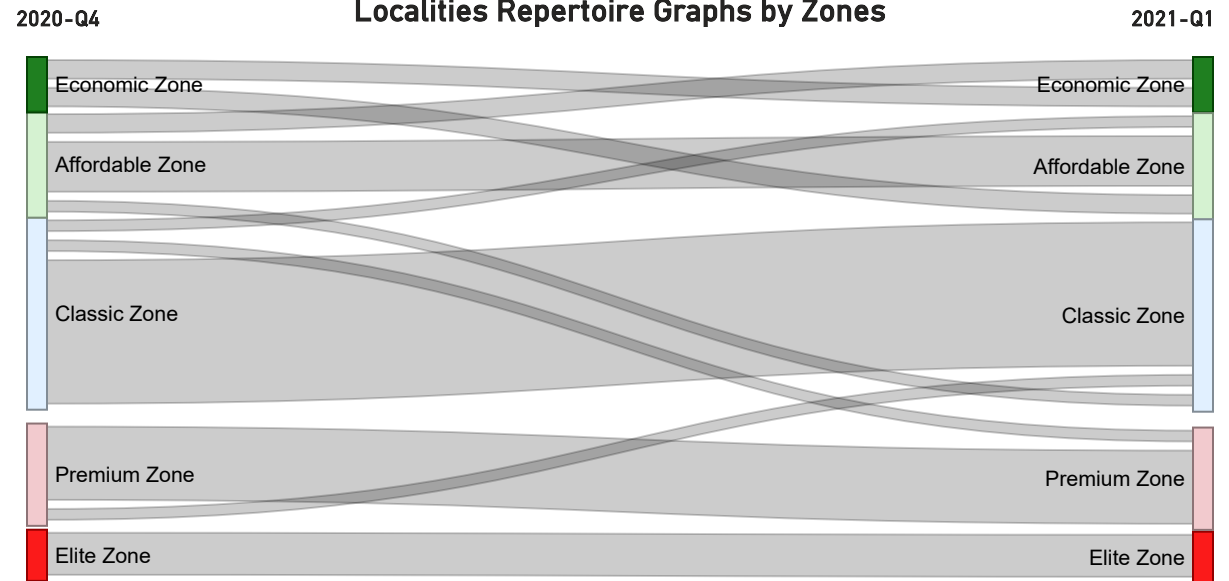 Localities Repertoire Graphs by Zones
2020-Q4
2021-Q1
Economic Zone
Economic Zone
Affordable Zone
Affordable Zone
Classic Zone
Classic Zone
Premium Zone
Premium Zone
Elite Zone
Elite Zone